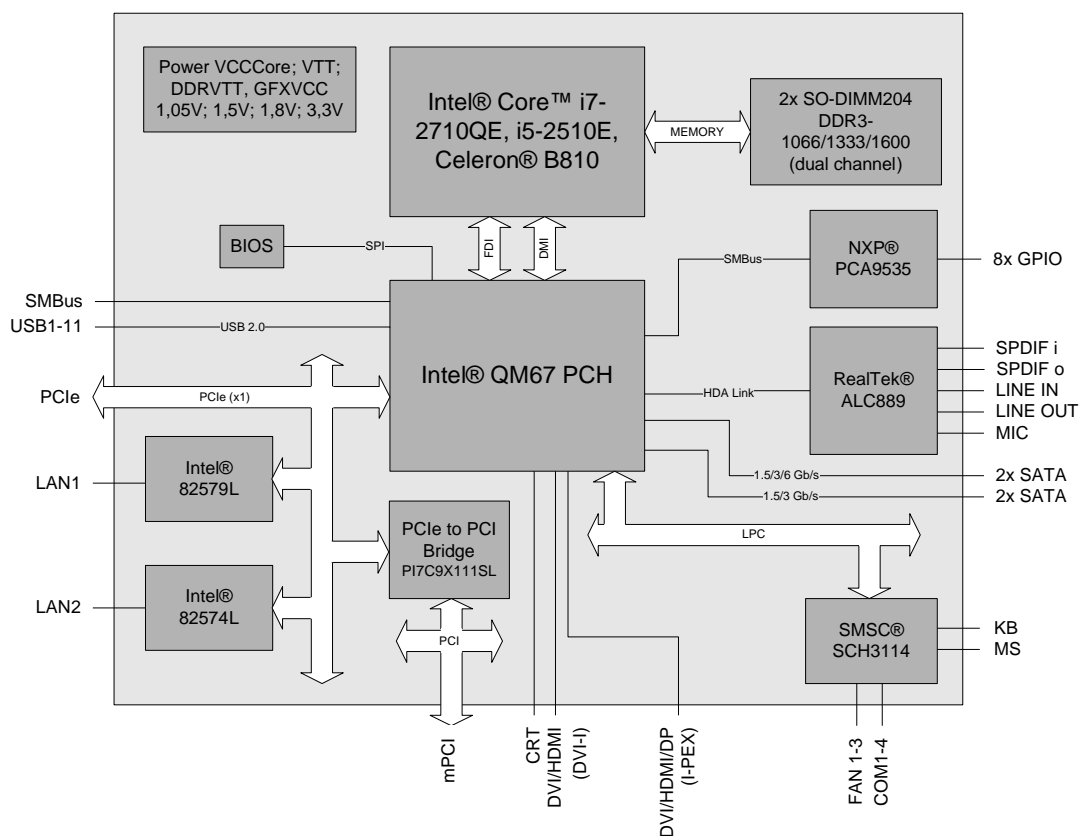 Power VCCCore; VTT;
DDRVTT, GFXVCC
1,05V; 1,5V; 1,8V; 3,3V
Intel® Core™ i7-
2710QE, i5-2510E,
Celeron® B810
MEMORY
2x SO-DIMM204
DDR3-
1066/1333/1600
(dual channel)
BIOS
SPI
FDI
DMI
SMBus
NXP®
PCA9535
8x GPIO
SMBus
USB1-11
USB 2.0
Intel® QM67 PCH
PCIe
PCIe (x1)
HDA Link
RealTek®
ALC889
SPDIF i
SPDIF o
LINE IN
LINE OUT
MIC
1.5/3/6 Gb/s
2x SATA
1.5/3 Gb/s
2x SATA
LAN1
Intel®
82579L
PCIe to PCI
Bridge
PI7C9X111SL
LPC
LAN2
Intel®
82574L
PCI
SMSC®
SCH3114
KB
MS
mPCI
CRT
DVI/HDMI
(DVI-I)
DVI/HDMI/DP
(I-PEX)
FAN 1-3
COM1-4